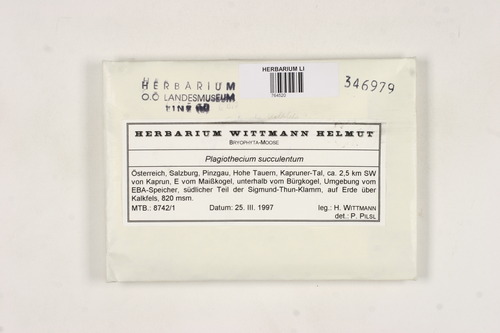 HERBARIUM LI
764520
HERBARIUM
O.Ö LANDESMUSEUM
LINZ
346979
HERBARIUM WITTMANN HELMUT
BRYOPHYTA-MOOSE
Plagiothecium succulentum
Österreich, Salzburg, Pinzgau, Hohe Tauern, Kapruner-Tal, ca. 2,5 km SW
von Kaprun, E vom Maißkogel, unterhalb vom Bürgkogel, Umgebung vom
EBA-Speicher, südlicher Teil der Sigmund-Thun-Klamm, auf Erde über
Kalkfels, 820 msm.
MTB.: 8742/1 Datum: 25. III. 1997 leg.: H. WITTMANN
det.: P. PILSL